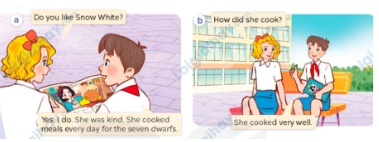 a
Do you like Snow White?
Yes, I do. She was kind. She cooked
meals every day for the seven dwarfs.
b
How did she cook?
She cooked very well.